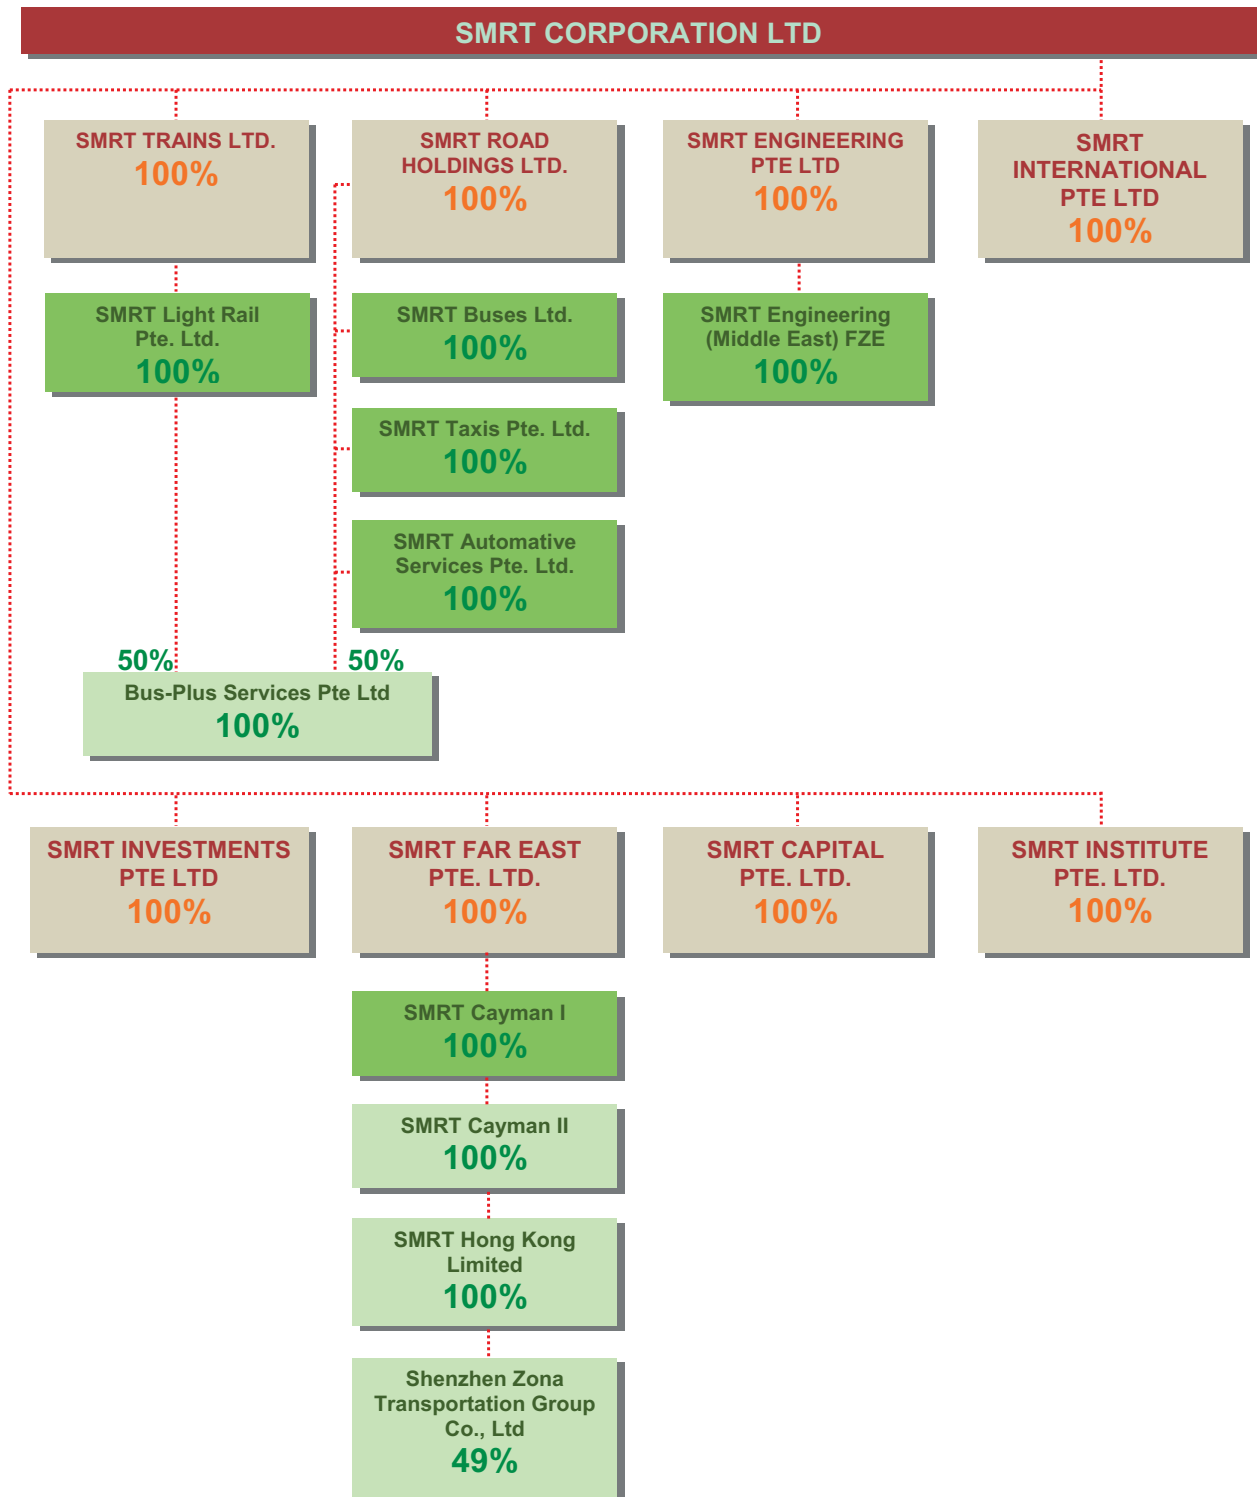 SMRT CORPORATION LTD
SMRT TRAINS LTD.
100%
SMRT ROAD
HOLDINGS LTD.
100%
SMRT ENGINEERING
PTE LTD
100%
SMRT
INTERNATIONAL
PTE LTD
100%
SMRT Light Rail
Pte. Ltd.
100%
SMRT Buses Ltd.
100%
SMRT Engineering
(Middle East) FZE
100%
SMRT Taxis Pte. Ltd.
100%
SMRT Automative
Services Pte. Ltd.
100%
50%
50%
Bus-Plus Services Pte Ltd
100%
SMRT INVESTMENTS
PTE LTD
100%
SMRT FAR EAST
PTE. LTD.
100%
SMRT CAPITAL
PTE. LTD.
100%
SMRT INSTITUTE
PTE. LTD.
100%
SMRT Cayman I
100%
SMRT Cayman II
100%
SMRT Hong Kong
Limited
100%
Shenzhen Zona
Transportation Group
Co., Ltd
49%